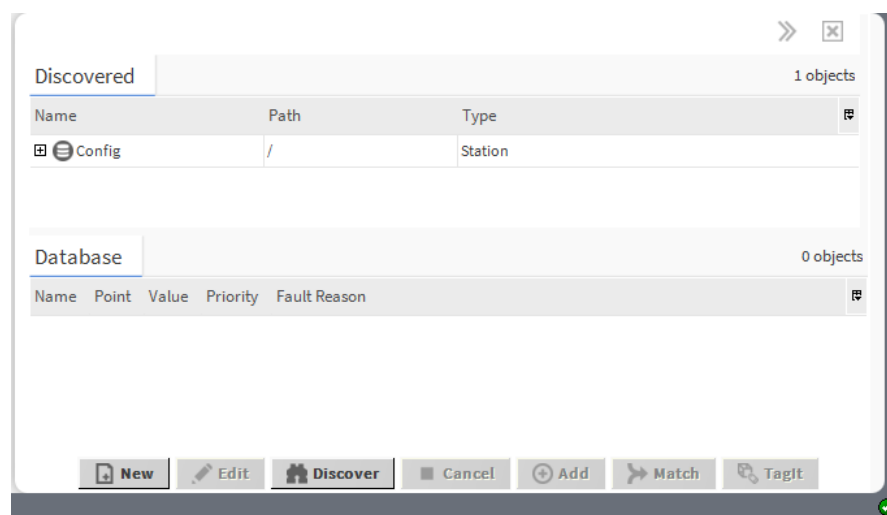 Discovered 1 objects
Name Path Type
Config / Station
Database 0 objects
Name Point Value Priority Fault Reason
New Edit Discover Cancel Add Match TagIt